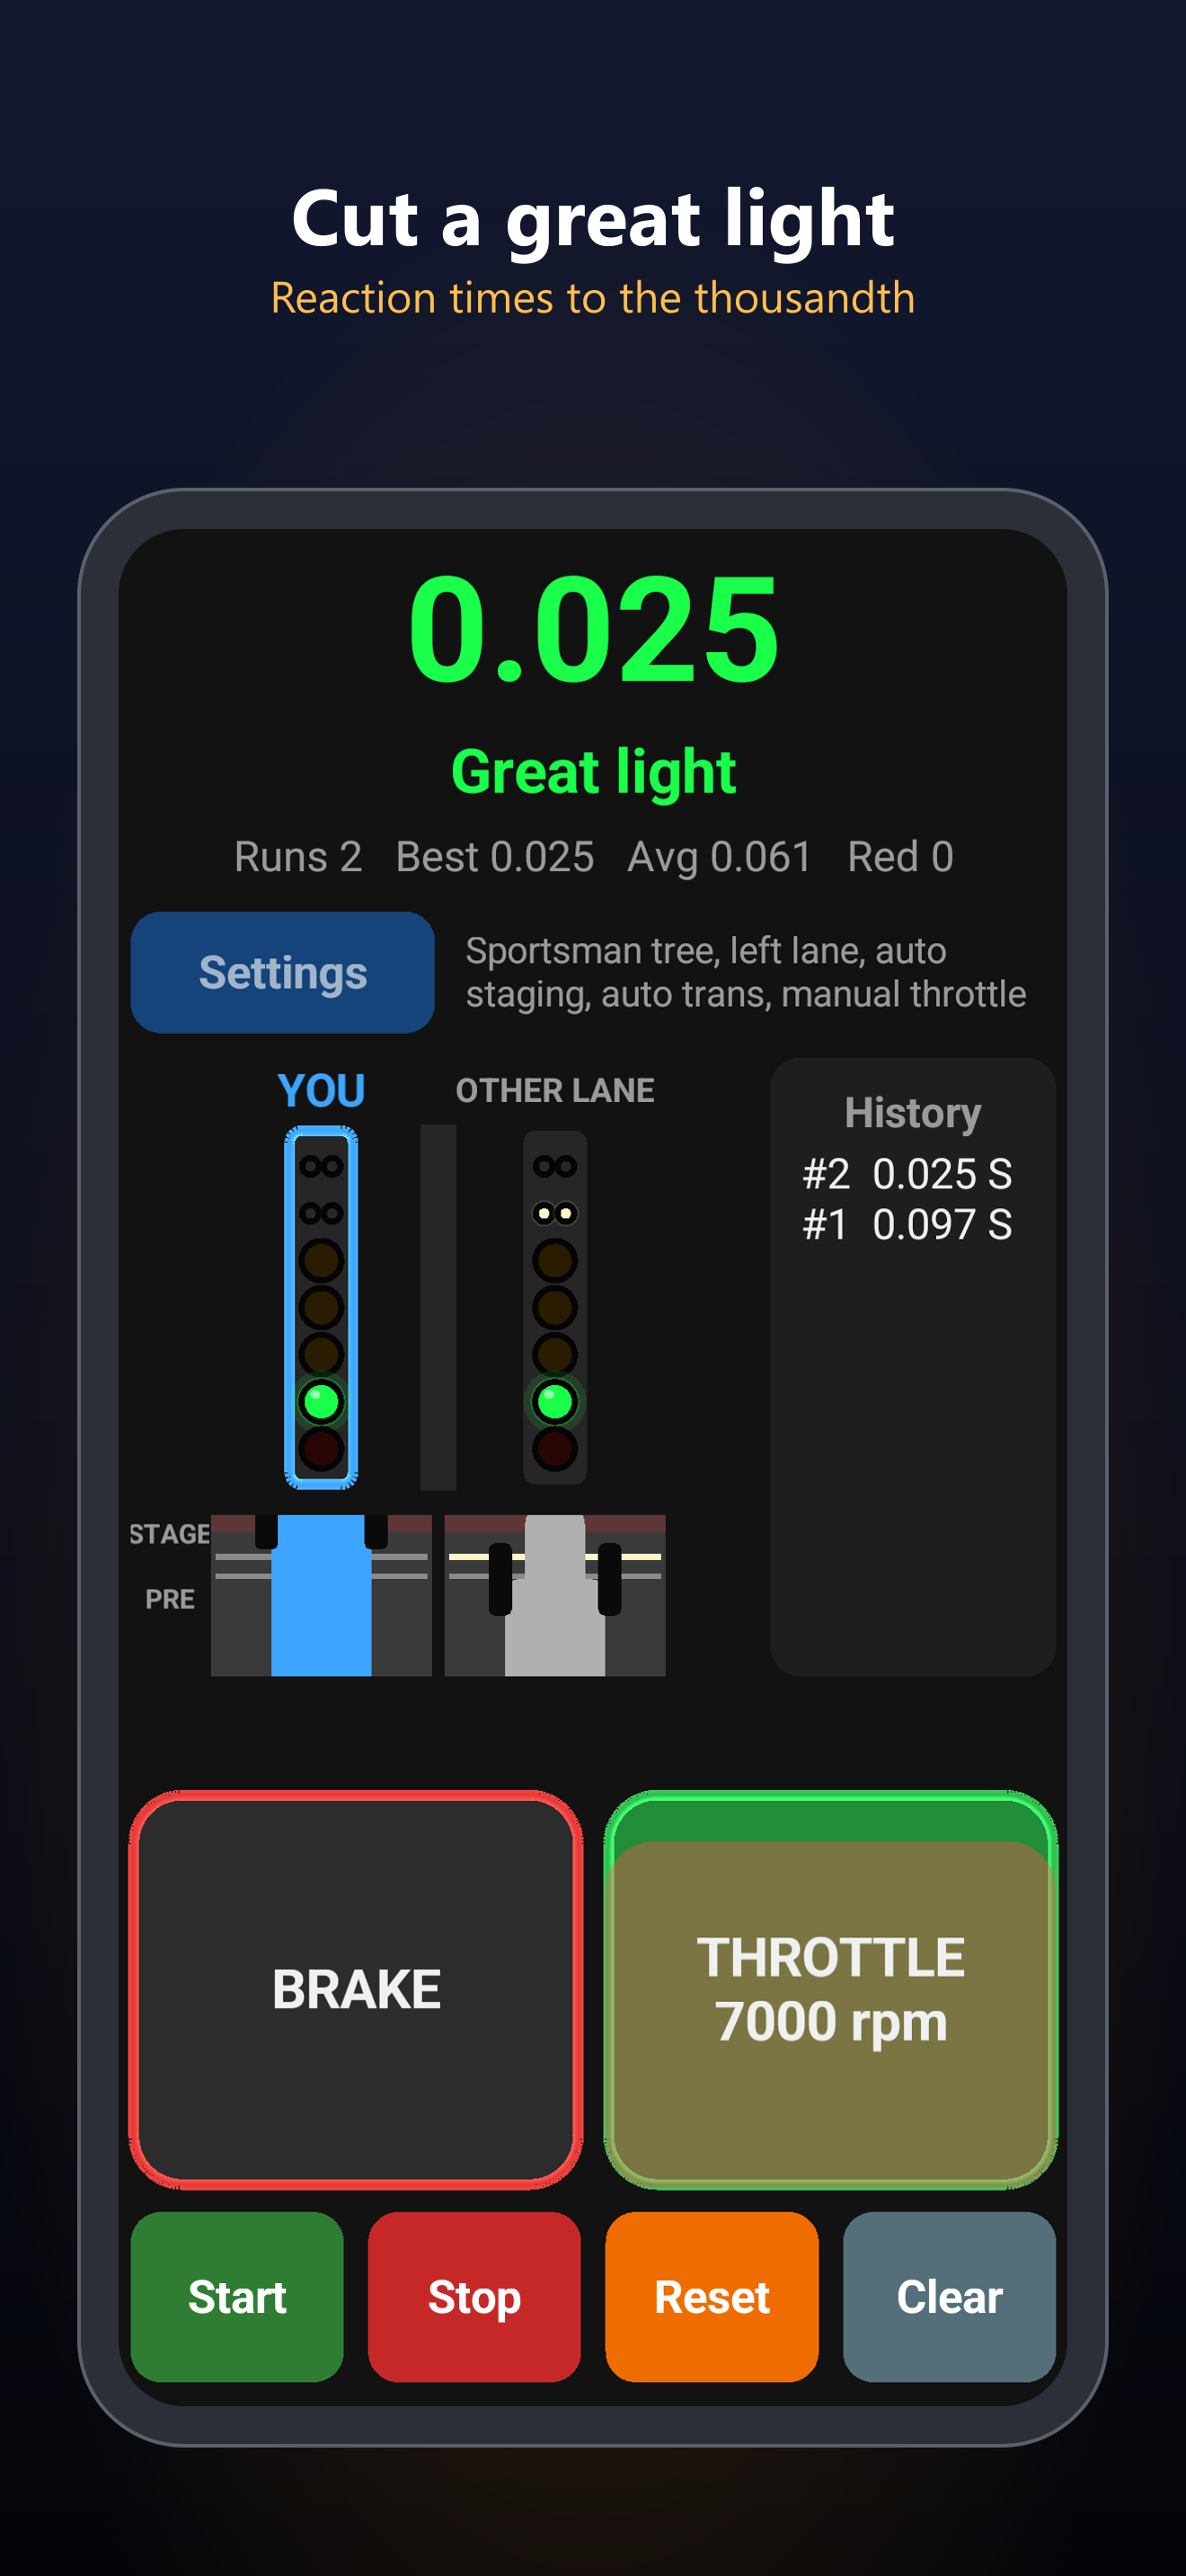 Cut a great light
Reaction times to the thousandth
0.025
Great light
Runs 2 Best 0.025 Avg 0.061 Red 0
Settings
Sportsman tree, left lane, auto
staging, auto trans, manual throttle
YOU
OTHER LANE
History
#2 0.025 S
#1 0.097 S
STAGE
PRE
BRAKE
THROTTLE
7000 rpm
Start
Stop
Reset
Clear